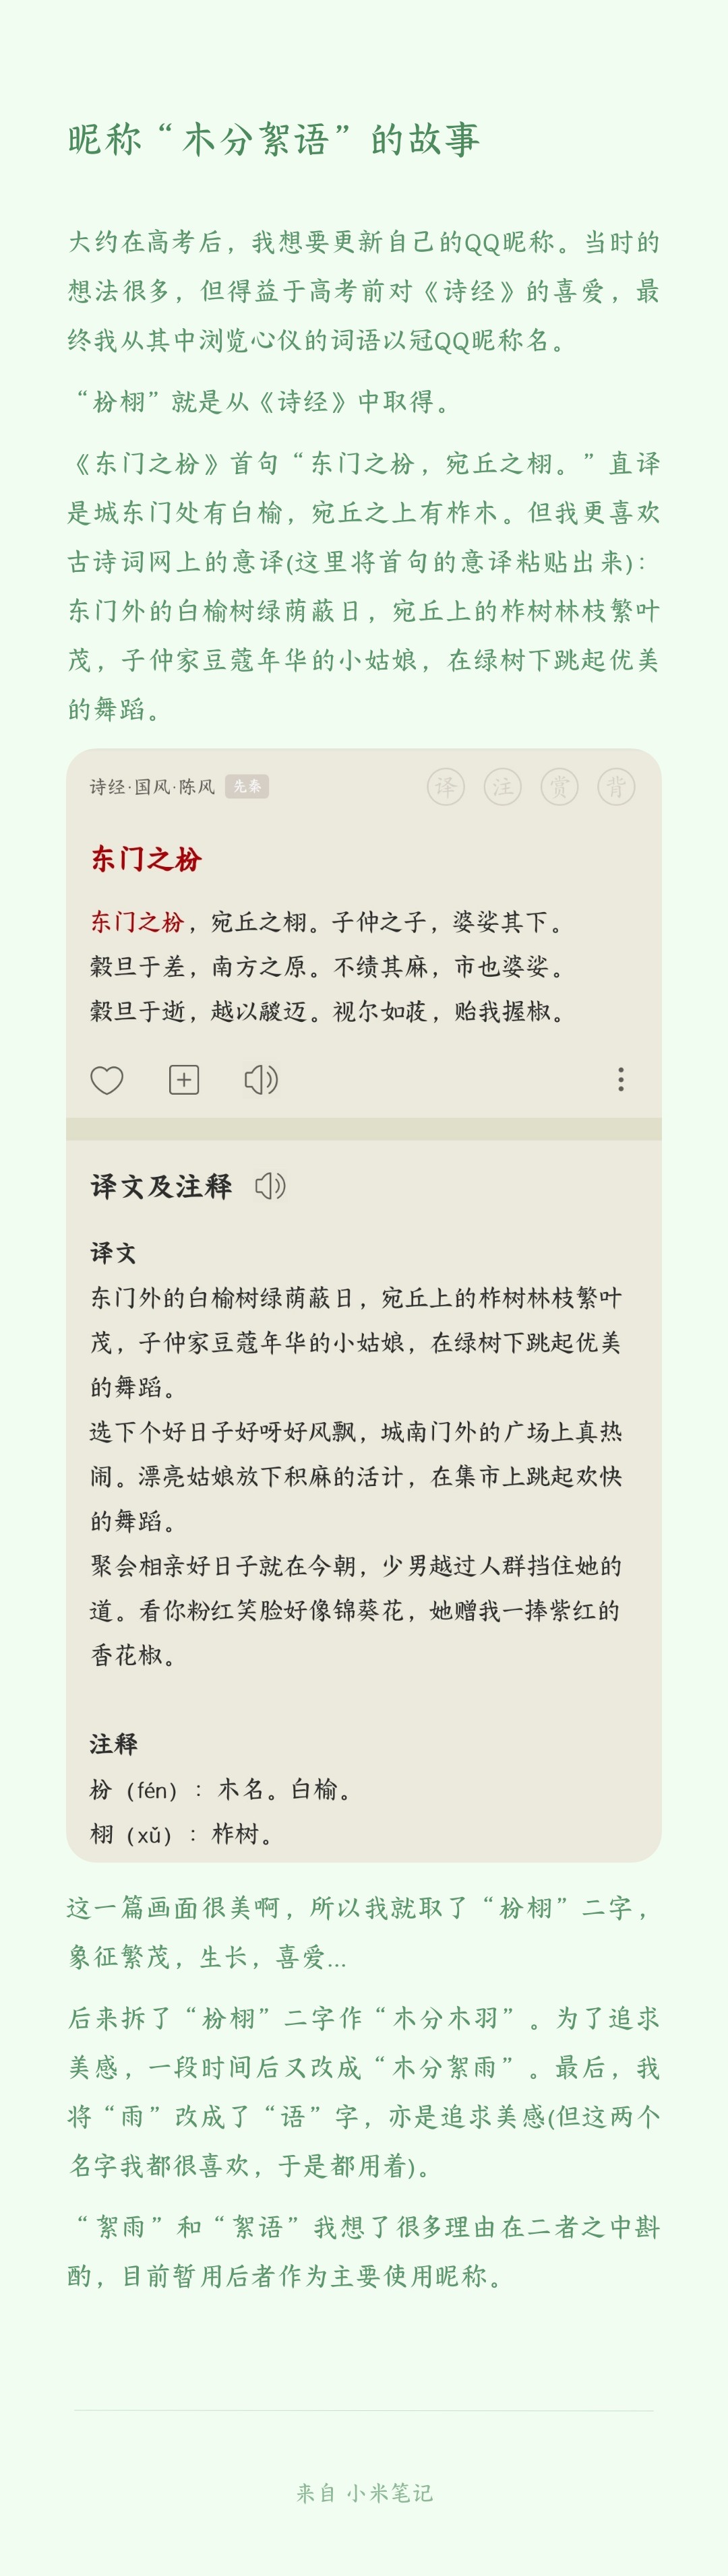 昵称“木分絮语”的故事
大约在高考后，我想要更新自己的QQ昵称。当时的
想法很多，但得益于高考前对《诗经》的喜爱，最
终我从其中浏览心仪的词语以冠QQ昵称名。
“枌栩”就是从《诗经》中取得。
《东门之枌》首句“东门之枌，宛丘之栩。”直译
是城东门处有白榆，宛丘之上有柞木。但我更喜欢
古诗词网上的意译(这里将首句的意译粘贴出来)：
东门外的白榆树绿荫蔽日，宛丘上的柞树林枝繁叶
茂，子仲家豆蔻年华的小姑娘，在绿树下跳起优美
的舞蹈。
诗经·国风·陈风 先秦 译 注 赏 背
东门之枌
东门之枌，宛丘之栩。子仲之子，婆娑其下。
榖旦于差，南方之原。不绩其麻，市也婆娑。
榖旦于逝，越以鬷迈。视尔如荍，贻我握椒。
译文及注释
译文
东门外的白榆树绿荫蔽日，宛丘上的柞树林枝繁叶
茂，子仲家豆蔻年华的小姑娘，在绿树下跳起优美
的舞蹈。
选下个好日子好呀好风飘，城南门外的广场上真热
闹。漂亮姑娘放下积麻的活计，在集市上跳起欢快
的舞蹈。
聚会相亲好日子就在今朝，少男越过人群挡住她的
道。看你粉红笑脸好像锦葵花，她赠我一捧紫红的
香花椒。
注释
枌（fén）：木名。白榆。
栩（xǔ）：柞树。
这一篇画面很美啊，所以我就取了“枌栩”二字，
象征繁茂，生长，喜爱...
后来拆了“枌栩”二字作“木分木羽”。为了追求
美感，一段时间后又改成“木分絮雨”。最后，我
将“雨”改成了“语”字，亦是追求美感(但这两个
名字我都很喜欢，于是都用着)。
“絮雨”和“絮语”我想了很多理由在二者之中斟
酌，目前暂用后者作为主要使用昵称。
来自 小米笔记